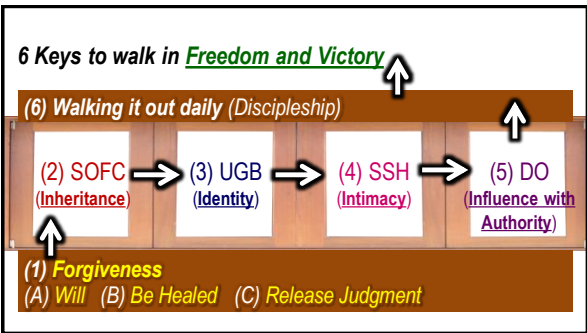 6 Keys to walk in Freedom and Victory
(6) Walking it out daily (Discipleship)
(2) SOFC
(Inheritance)
(3) UGB
(Identity)
(4) SSH
(Intimacy)
(5) DO
(Influence with
Authority)
(1) Forgiveness
(A) Will (B) Be Healed (C) Release Judgment